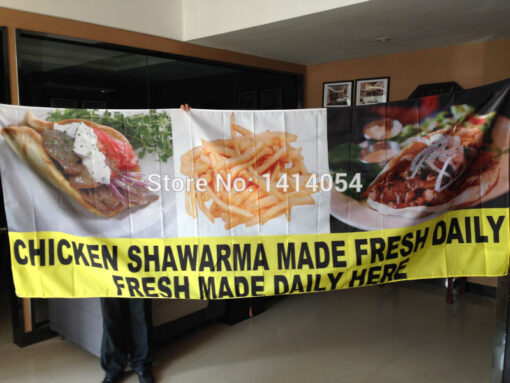 Store No: 1414054
CHICKEN SHAWARMA MADE FRESH DAILY
FRESH MADE DAILY HERE